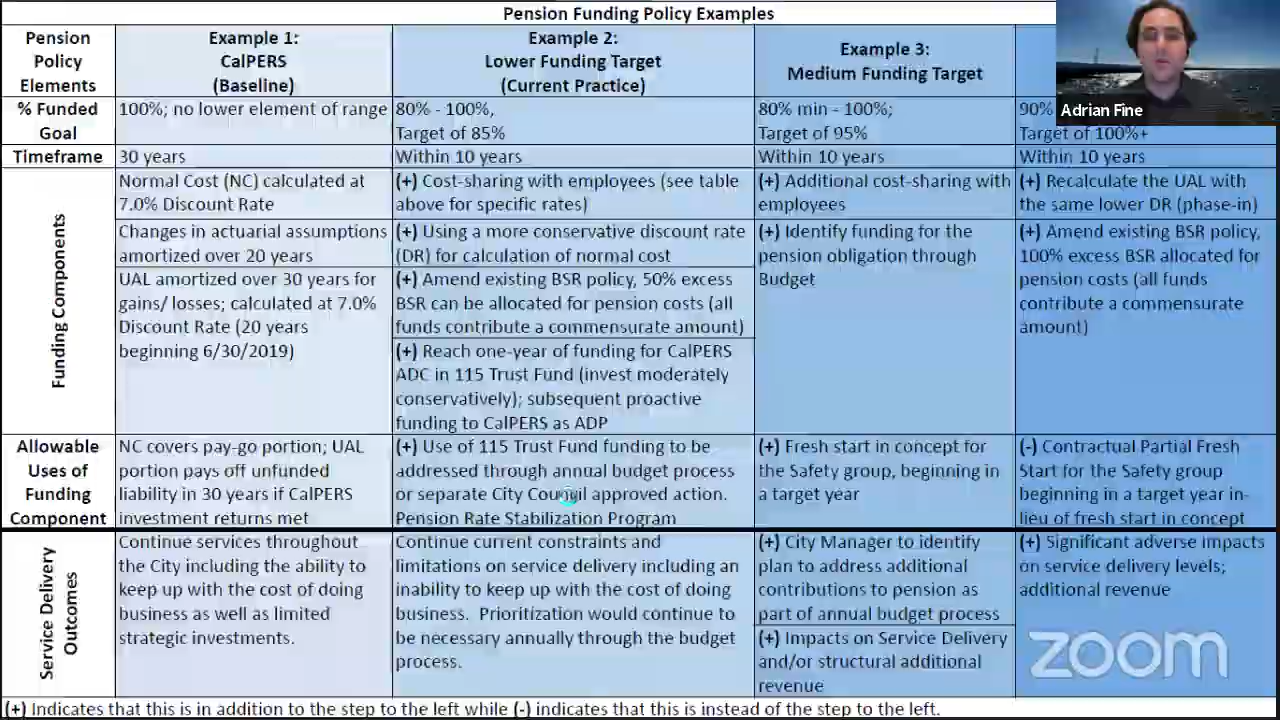 Pension Funding Policy Examples
Pension
Policy
Elements
Example 1:
CalPERS
(Baseline)
Example 2:
Lower Funding Target
(Current Practice)
Example 3:
Medium Funding Target
Adrian Fine
% Funded
Goal
100%; no lower element of range
80% - 100%,
Target of 85%
80% min - 100%;
Target of 95%
90%
Target of 100%+
Timeframe
30 years
Within 10 years
Within 10 years
Within 10 years
Funding Components
Normal Cost (NC) calculated at
7.0% Discount Rate
Changes in actuarial assumptions
amortized over 20 years
UAL amortized over 30 years for
gains/ losses; calculated at 7.0%
Discount Rate (20 years
beginning 6/30/2019)
(+) Cost-sharing with employees (see table
above for specific rates)
(+) Using a more conservative discount rate
(DR) for calculation of normal cost
(+) Amend existing BSR policy, 50% excess
BSR can be allocated for pension costs (all
funds contribute a commensurate amount)
(+) Reach one-year of funding for CalPERS
ADC in 115 Trust Fund (invest moderately
conservatively); subsequent proactive
funding to CalPERS as ADP
(+) Additional cost-sharing with
employees
(+) Identify funding for the
pension obligation through
Budget
(+) Recalculate the UAL with
the same lower DR (phase-in)
(+) Amend existing BSR policy,
100% excess BSR allocated for
pension costs (all funds
contribute a commensurate
amount)
Allowable
Uses of
Funding
Component
NC covers pay-go portion; UAL
portion pays off unfunded
liability in 30 years if CalPERS
investment returns met
(+) Use of 115 Trust Fund funding to be
addressed through annual budget process
or separate City Council approved action.
Pension Rate Stabilization Program
(+) Fresh start in concept for
the Safety group, beginning in
a target year
(-) Contractual Partial Fresh
Start for the Safety group
beginning in a target year in-
lieu of fresh start in concept
Service Delivery
Outcomes
Continue services throughout
the City including the ability to
keep up with the cost of doing
business as well as limited
strategic investments.
Continue current constraints and
limitations on service delivery including an
inability to keep up with the cost of doing
business. Prioritization would continue to
be necessary annually through the budget
process.
(+) City Manager to identify
plan to address additional
contributions to pension as
part of annual budget process
(+) Impacts on Service Delivery
and/or structural additional
revenue
(+) Significant adverse impacts
on service delivery levels;
additional revenue
zoom
(+) Indicates that this is in addition to the step to the left while (-) indicates that this is instead of the step to the left.